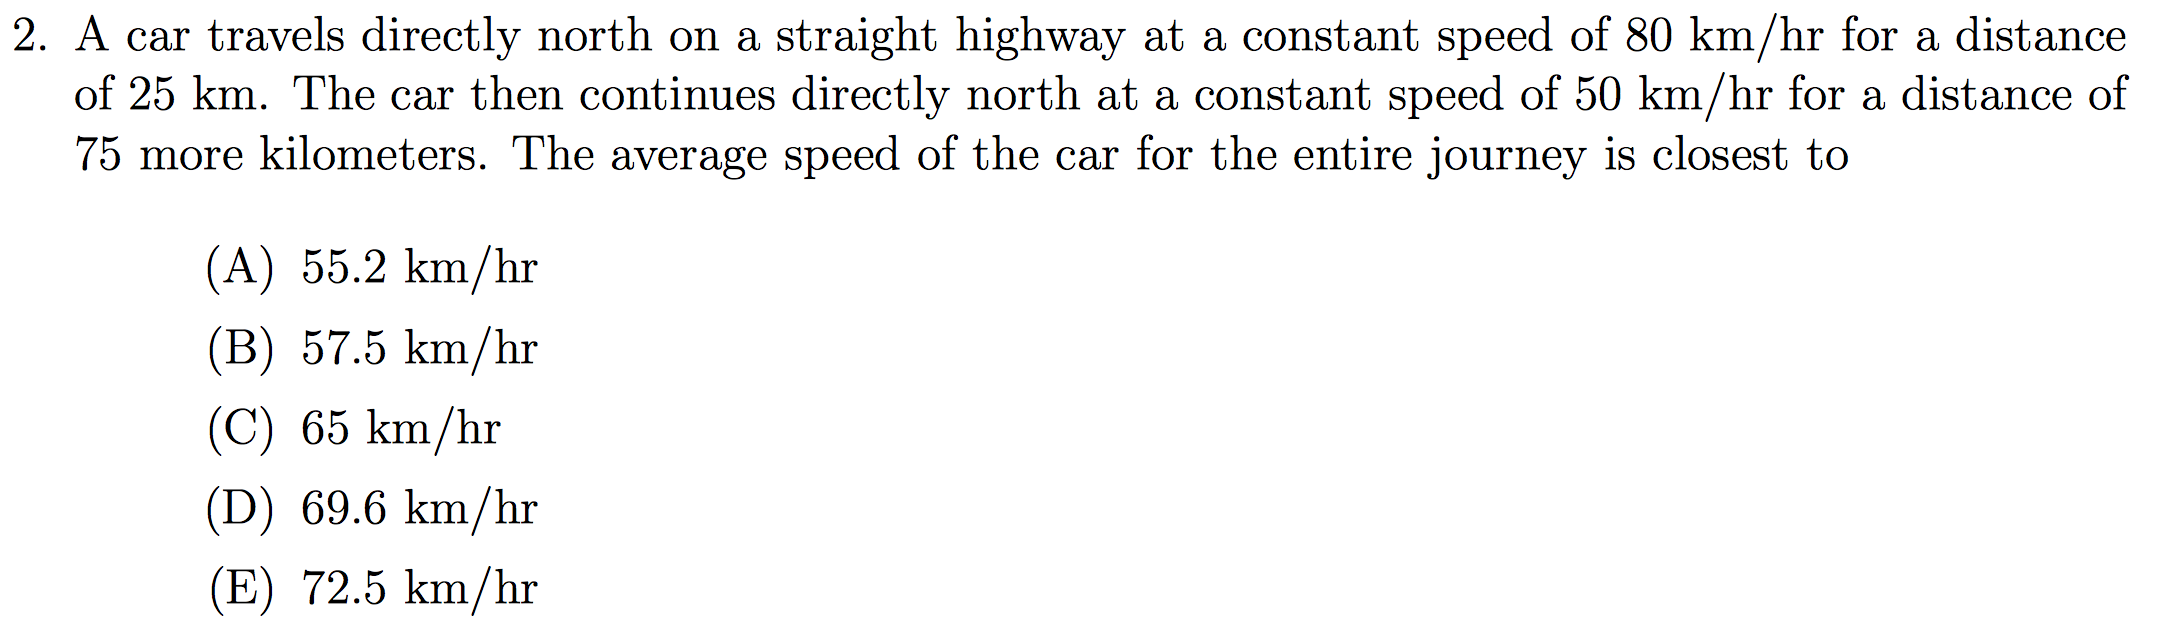 2. A car travels directly north on a straight highway at a constant speed of 80 km/hr for a distance
of 25 km. The car then continues directly north at a constant speed of 50 km/hr for a distance of
75 more kilometers. The average speed of the car for the entire journey is closest to
(A) 55.2 km/hr
(B) 57.5 km/hr
(C) 65 km/hr
(D) 69.6 km/hr
(E) 72.5 km/hr